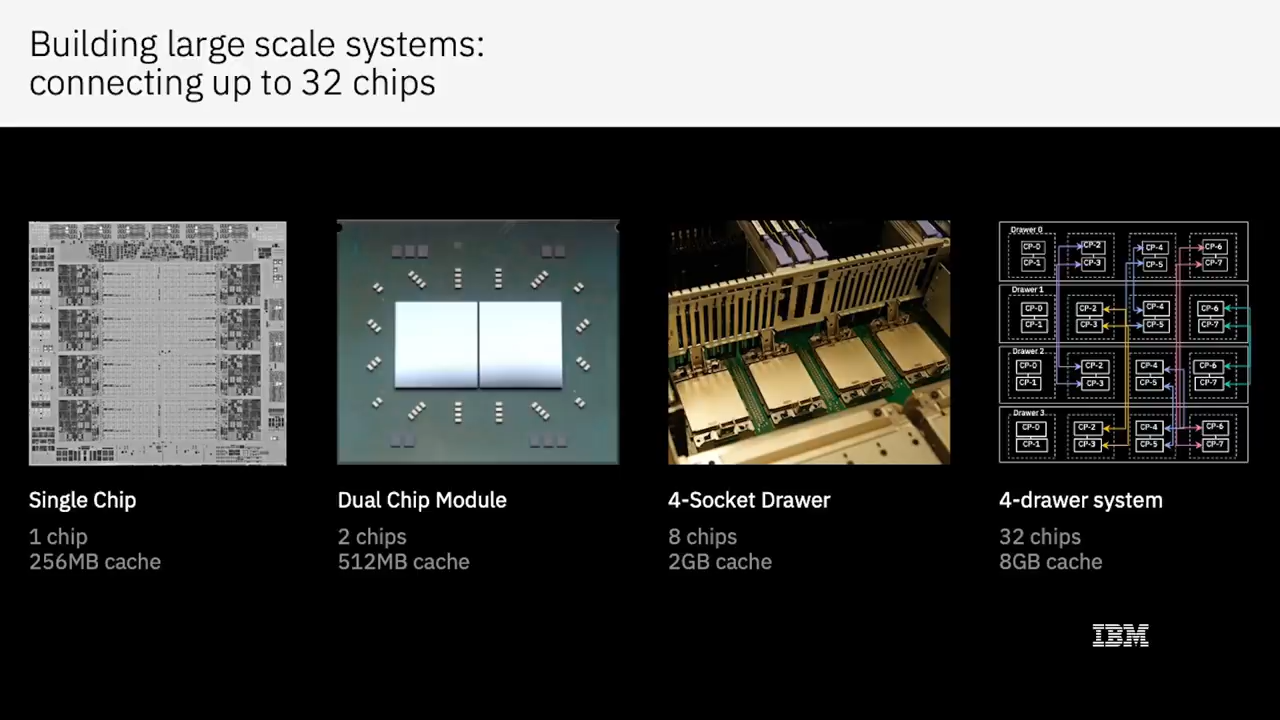 Building large scale systems:
connecting up to 32 chips
Drawer 0
CP-0
CP-1
CP-2
CP-3
CP-4
CP-5
CP-6
CP-7
Drawer 1
CP-0
CP-1
CP-2
CP-3
CP-4
CP-5
CP-6
CP-7
Drawer 2
CP-0
CP-1
CP-2
CP-3
CP-4
CP-5
CP-6
CP-7
Drawer 3
CP-0
CP-1
CP-2
CP-3
CP-4
CP-5
CP-6
CP-7
Single Chip
1 chip
256MB cache
Dual Chip Module
2 chips
512MB cache
4-Socket Drawer
8 chips
2GB cache
4-drawer system
32 chips
8GB cache
IBM